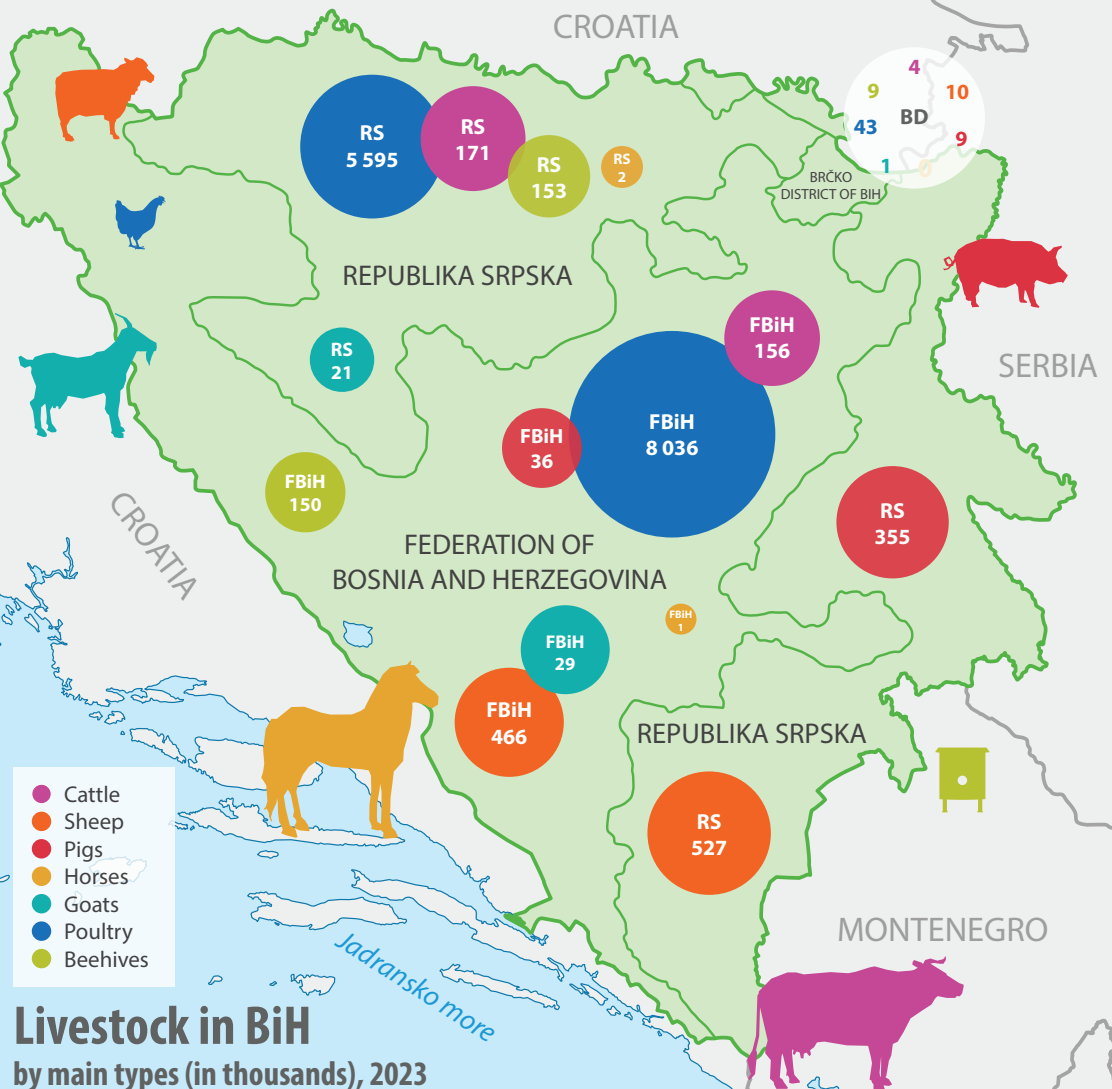 CROATIA
4
9
10
BD
43
9
1
0
BRČKO
DISTRICT OF BIH
RS
5 595
RS
171
RS
153
RS
2
REPUBLIKA SRPSKA
RS
21
FBiH
156
SERBIA
FBiH
8 036
FBiH
36
FBiH
150
RS
355
CROATIA
FEDERATION OF
BOSNIA AND HERZEGOVINA
FBiH
1
FBiH
29
FBiH
466
REPUBLIKA SRPSKA
RS
527
Cattle
Sheep
Pigs
Horses
Goats
Poultry
Beehives
MONTENEGRO
Jadransko more
Livestock in BiH
by main types (in thousands), 2023